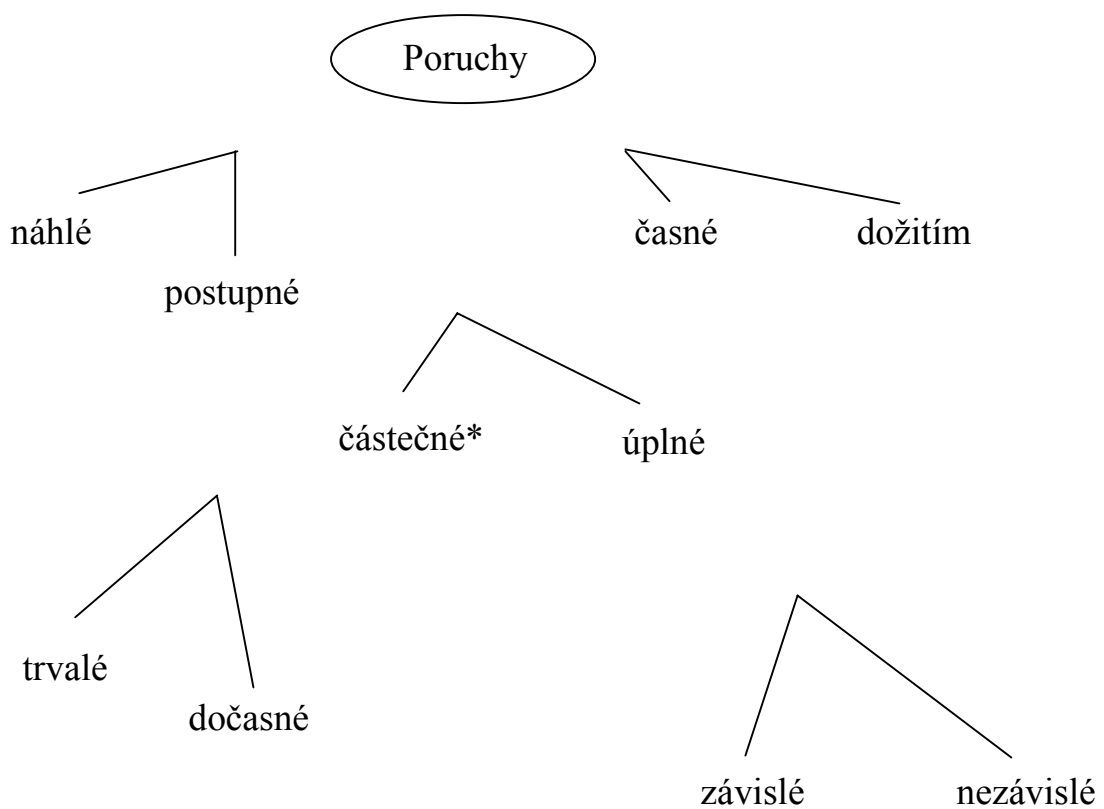 Poruchy
náhlé
postupné
časné
dožitím
částečné*
úplné
trvalé
dočasné
závislé
nezávislé